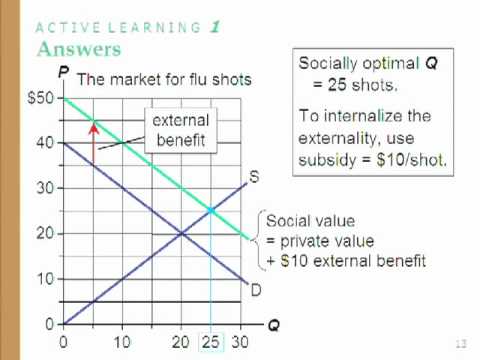 ACTIVE LEARNING 1
Answers
P
The market for flu shots
$50
40
30
20
10
0
external
benefit
S
D
0
10
20
25
30
Q
Socially optimal Q
= 25 shots.
To internalize the
externality, use
subsidy = $10/shot.
Social value
= private value
+ $10 external benefit
13